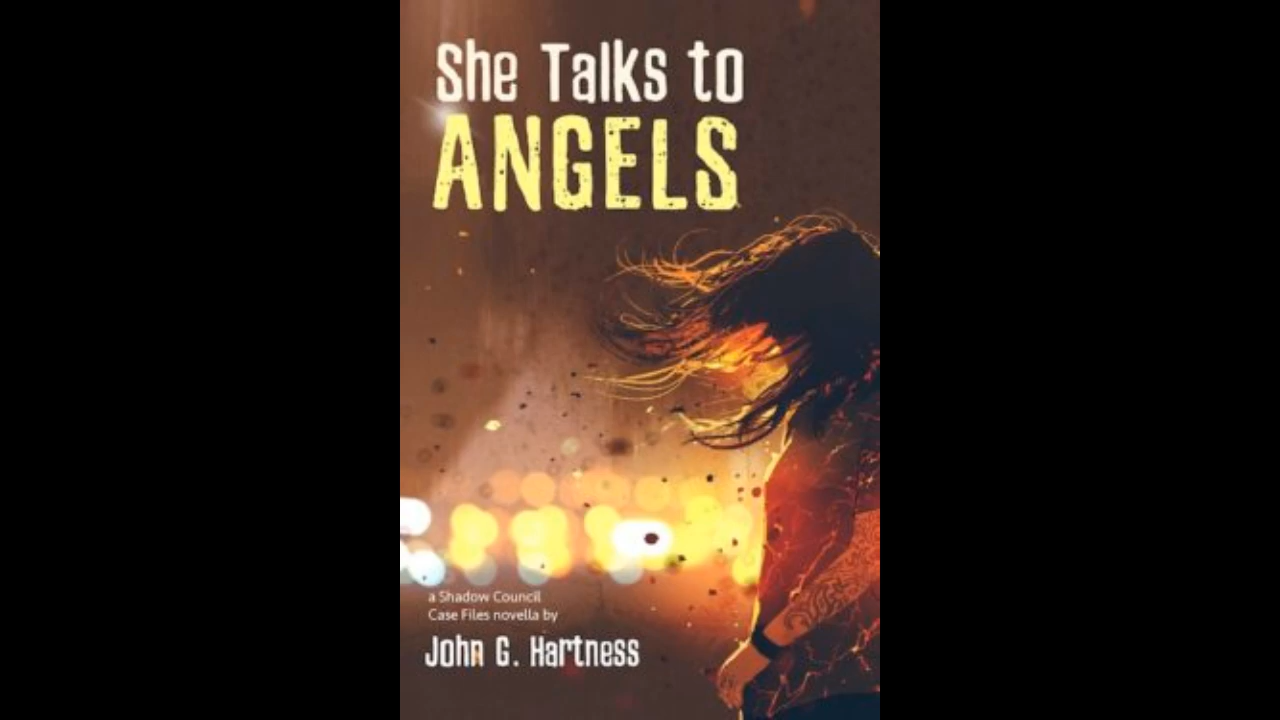 She Talks to
ANGELS
a Shadow Council
Case Files novella by
John G. Hartness